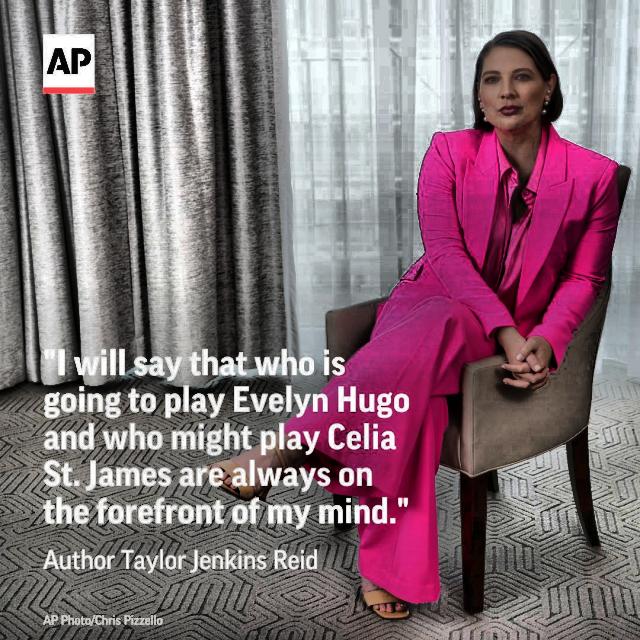 AP
"I will say that who is
going to play Evelyn Hugo
and who might play Celia
St. James are always on
the forefront of my mind."
Author Taylor Jenkins Reid
AP Photo/Chris Pizzello